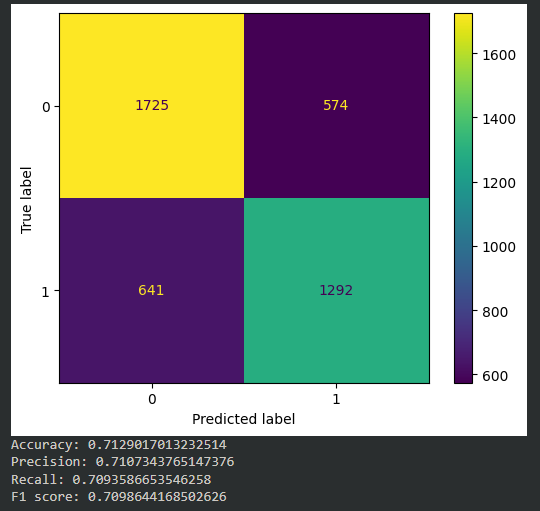 0
1725
574
1
641
1292
True label
0
1
Predicted label
1600
1400
1200
1000
800
600
Accuracy: 0.7129017013232514
Precision: 0.7107343765147376
Recall: 0.7093586653546258
F1 score: 0.7098644168502626